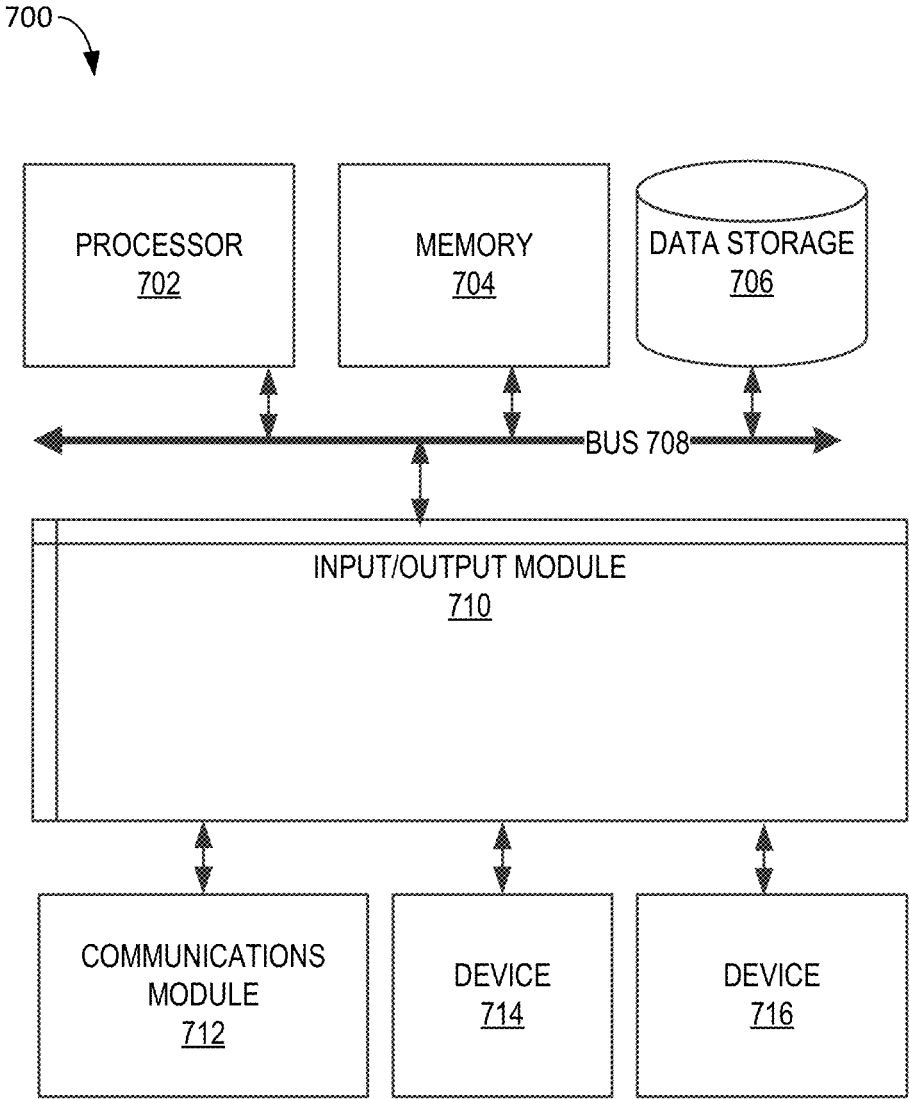 700
PROCESSOR
702
MEMORY
704
DATA STORAGE
706
BUS 708
INPUT/OUTPUT MODULE
710
COMMUNICATIONS
MODULE
712
DEVICE
714
DEVICE
716